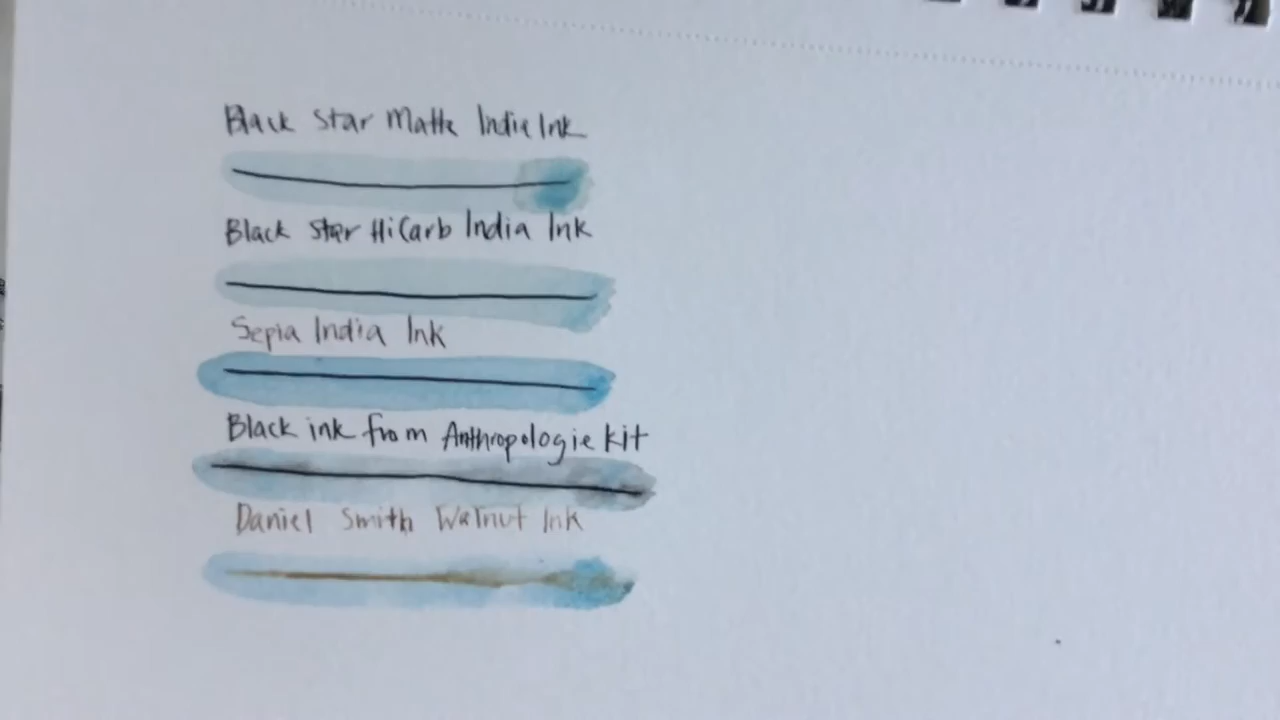 Black Star Matte India Ink
Black Star HiCarb India Ink
Sepia India Ink
Black ink from Anthropologie kit
Daniel Smith Walnut Ink